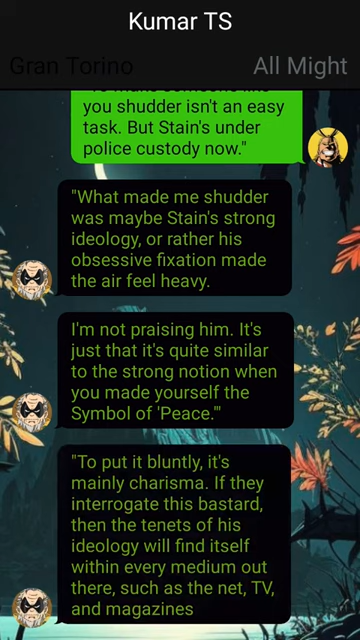 Kumar TS
Gran Torino
All Might
you shudder isn't an easy
task. But Stain's under
police custody now."
"What made me shudder
was maybe Stain's strong
ideology, or rather his
obsessive fixation made
the air feel heavy.
I'm not praising him. It's
just that it's quite similar
to the strong notion when
you made yourself the
Symbol of 'Peace.'"
"To put it bluntly, it's
mainly charisma. If they
interrogate this bastard,
then the tenets of his
ideology will find itself
within every medium out
there, such as the net, TV,
and magazines